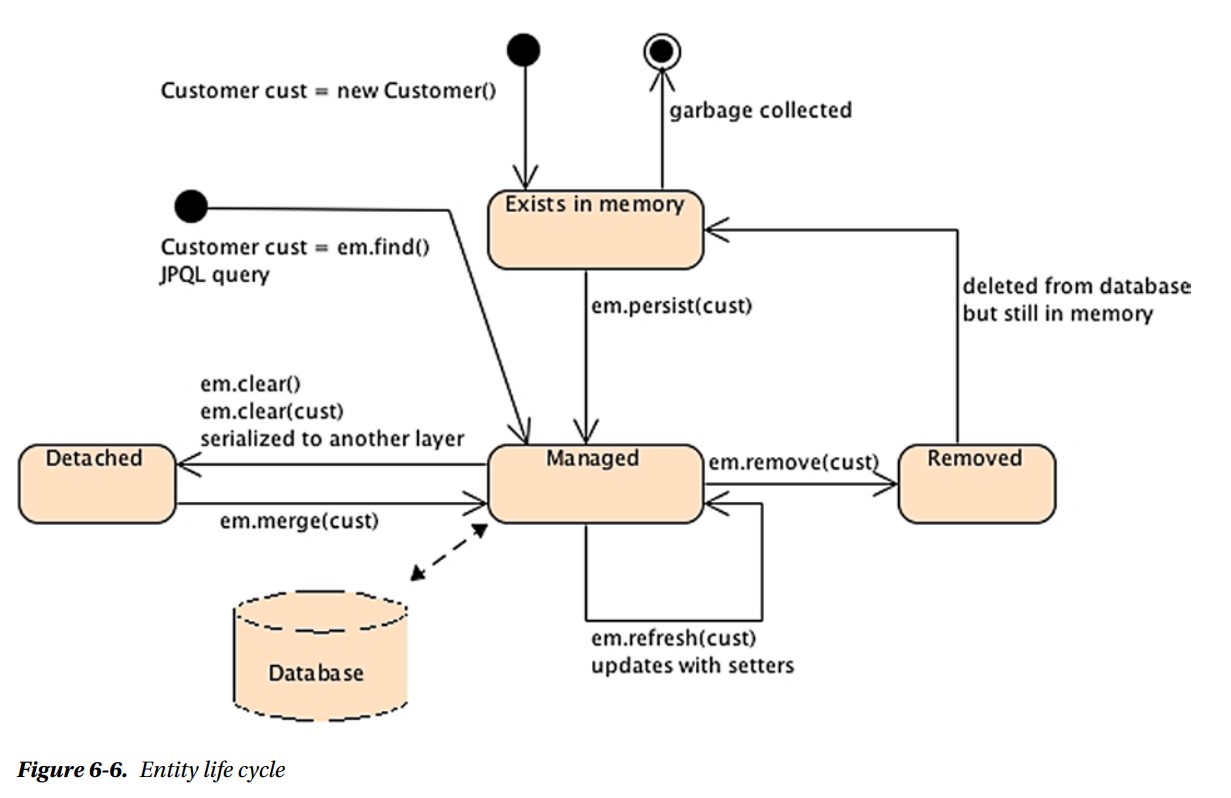 Customer cust = new Customer()
garbage collected
Exists in memory
Customer cust = em.find()
JPQL query
deleted from database
but still in memory
em.persist(cust)
em.clear()
em.clear(cust)
serialized to another layer
Detached
Managed
em.remove(cust)
Removed
em.merge(cust)
em.refresh(cust)
updates with setters
Database
Figure 6-6. Entity life cycle